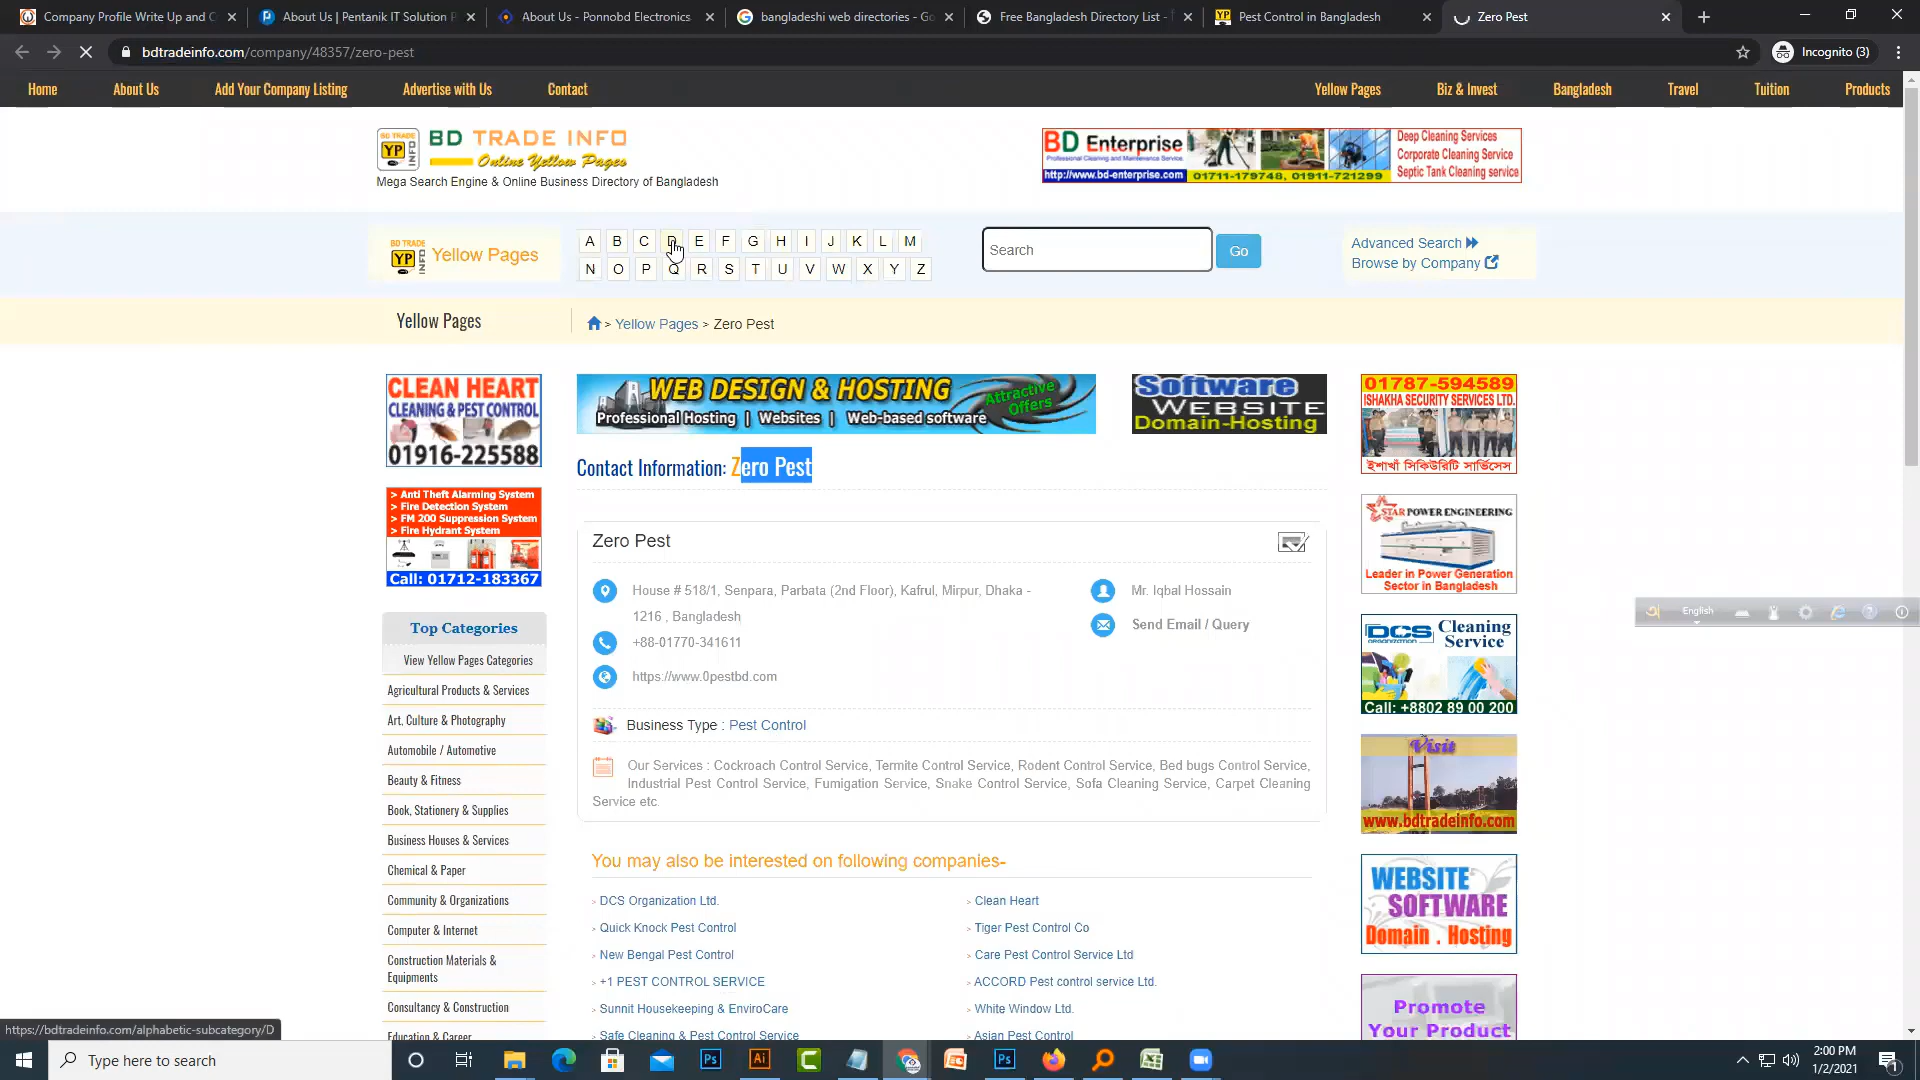 Company Profile Write Up and C
About Us | Pentanik IT Solution P
About Us - Ponnobd Electronics
bangladeshi web directories - Go
Free Bangladesh Directory List -
Pest Control in Bangladesh
Zero Pest
bdtradeinfo.com/company/48357/zero-pest
Incognito (3)
Home
About Us
Add Your Company Listing
Advertise with Us
Contact
Yellow Pages
Biz & Invest
Bangladesh
Travel
Tuition
Products
BD TRADE INFO
Online Yellow Pages
Mega Search Engine & Online Business Directory of Bangladesh
BD Enterprise
Professional Cleaning and Maintenance Service.
http://www.bd-enterprise.com
01711-179748, 01911-721299
Deep Cleaning Services
Corporate Cleaning Service
Septic Tank Cleaning service
BD TRADE
YP
INFO
Yellow Pages
A B C D E F G H I J K L M
N O P Q R S T U V W X Y Z
Search
Go
Advanced Search
Browse by Company
Yellow Pages
> Yellow Pages > Zero Pest
CLEAN HEART
CLEANING & PEST CONTROL
01916-225588
WEB DESIGN & HOSTING
Attractive Offers
Professional Hosting | Websites | Web-based software
Software
WEBSITE
Domain-Hosting
01787-594589
ISHAKHA SECURITY SERVICES LTD.
ইশাখাঁ সিকিউরিটি সার্ভিসেস
Contact Information: Zero Pest
> Anti Theft Alarming System
> Fire Detection System
> FM 200 Suppression System
> Fire Hydrant System
Call: 01712-183367
STAR POWER ENGINEERING
Leader in Power Generation
Sector in Bangladesh
Zero Pest
House # 518/1, Senpara, Parbata (2nd Floor), Kafrul, Mirpur, Dhaka -
1216 , Bangladesh
+88-01770-341611
https://www.0pestbd.com
Mr. Iqbal Hossain
Send Email / Query
Business Type : Pest Control
Our Services : Cockroach Control Service, Termite Control Service, Rodent Control Service, Bed bugs Control Service,
Industrial Pest Control Service, Fumigation Service, Snake Control Service, Sofa Cleaning Service, Carpet Cleaning
Service etc.
English
DCS Cleaning
ORGANIZATION
Service
Call: +8802 89 00 200
Visit
www.bdtradeinfo.com
WEBSITE
SOFTWARE
Domain . Hosting
Promote
Your Product
Top Categories
View Yellow Pages Categories
Agricultural Products & Services
Art, Culture & Photography
Automobile / Automotive
Beauty & Fitness
Book, Stationery & Supplies
Business Houses & Services
Chemical & Paper
Community & Organizations
Computer & Internet
Construction Materials &
Equipments
Consultancy & Construction
Education & Career
You may also be interested on following companies-
> DCS Organization Ltd.
> Clean Heart
> Quick Knock Pest Control
> Tiger Pest Control Co
> New Bengal Pest Control
> Care Pest Control Service Ltd
> +1 PEST CONTROL SERVICE
> ACCORD Pest control service Ltd.
> Sunnit Housekeeping & EnviroCare
> White Window Ltd.
> Safe Cleaning & Pest Control Service
> Asian Pest Control
https://bdtradeinfo.com/alphabetic-subcategory/D
Type here to search
2:00 PM
1/2/2021